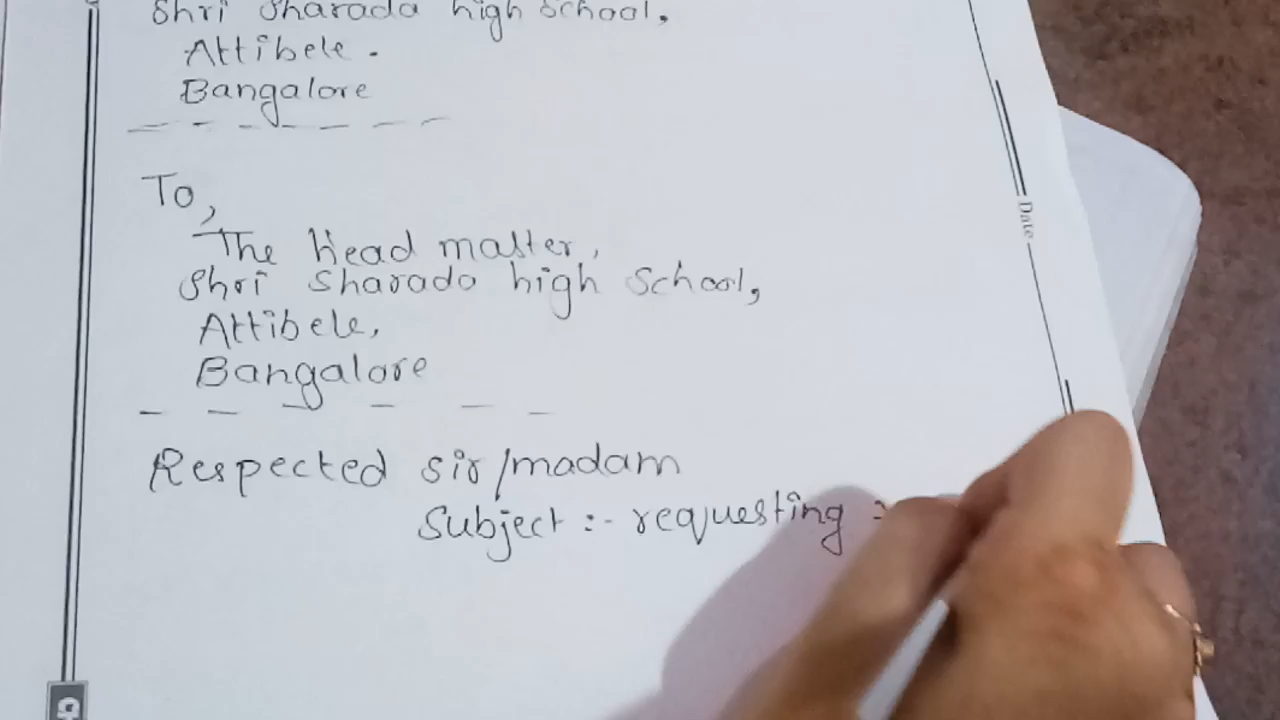 Shri Sharada high School,
Attibele.
Bangalore
To,
The Head master,
Shri Sharada high School,
Attibele,
Bangalore
Date
Respected sir/madam
Subject :- requesting